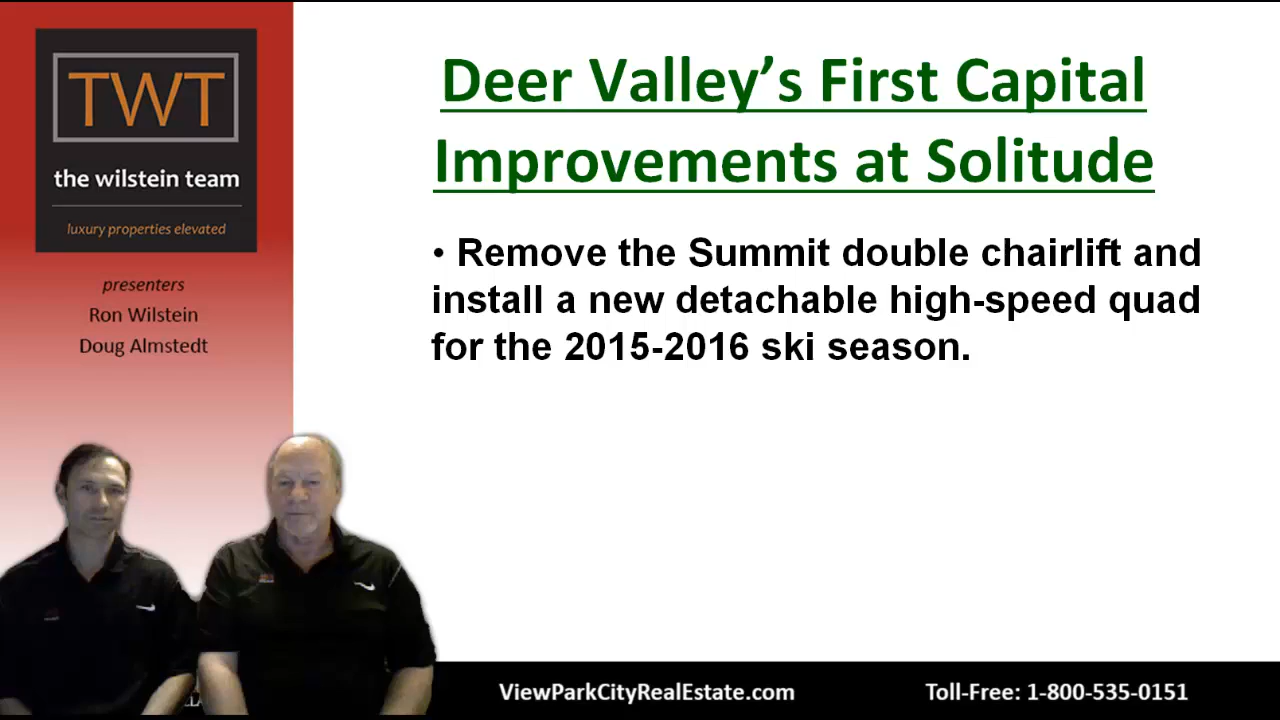 TWT
the wilstein team
luxury properties elevated
presenters
Ron Wilstein
Doug Almstedt
Deer Valley’s First Capital
Improvements at Solitude
• Remove the Summit double chairlift and
install a new detachable high-speed quad
for the 2015-2016 ski season.
ViewParkCityRealEstate.com
Toll-Free: 1-800-535-0151